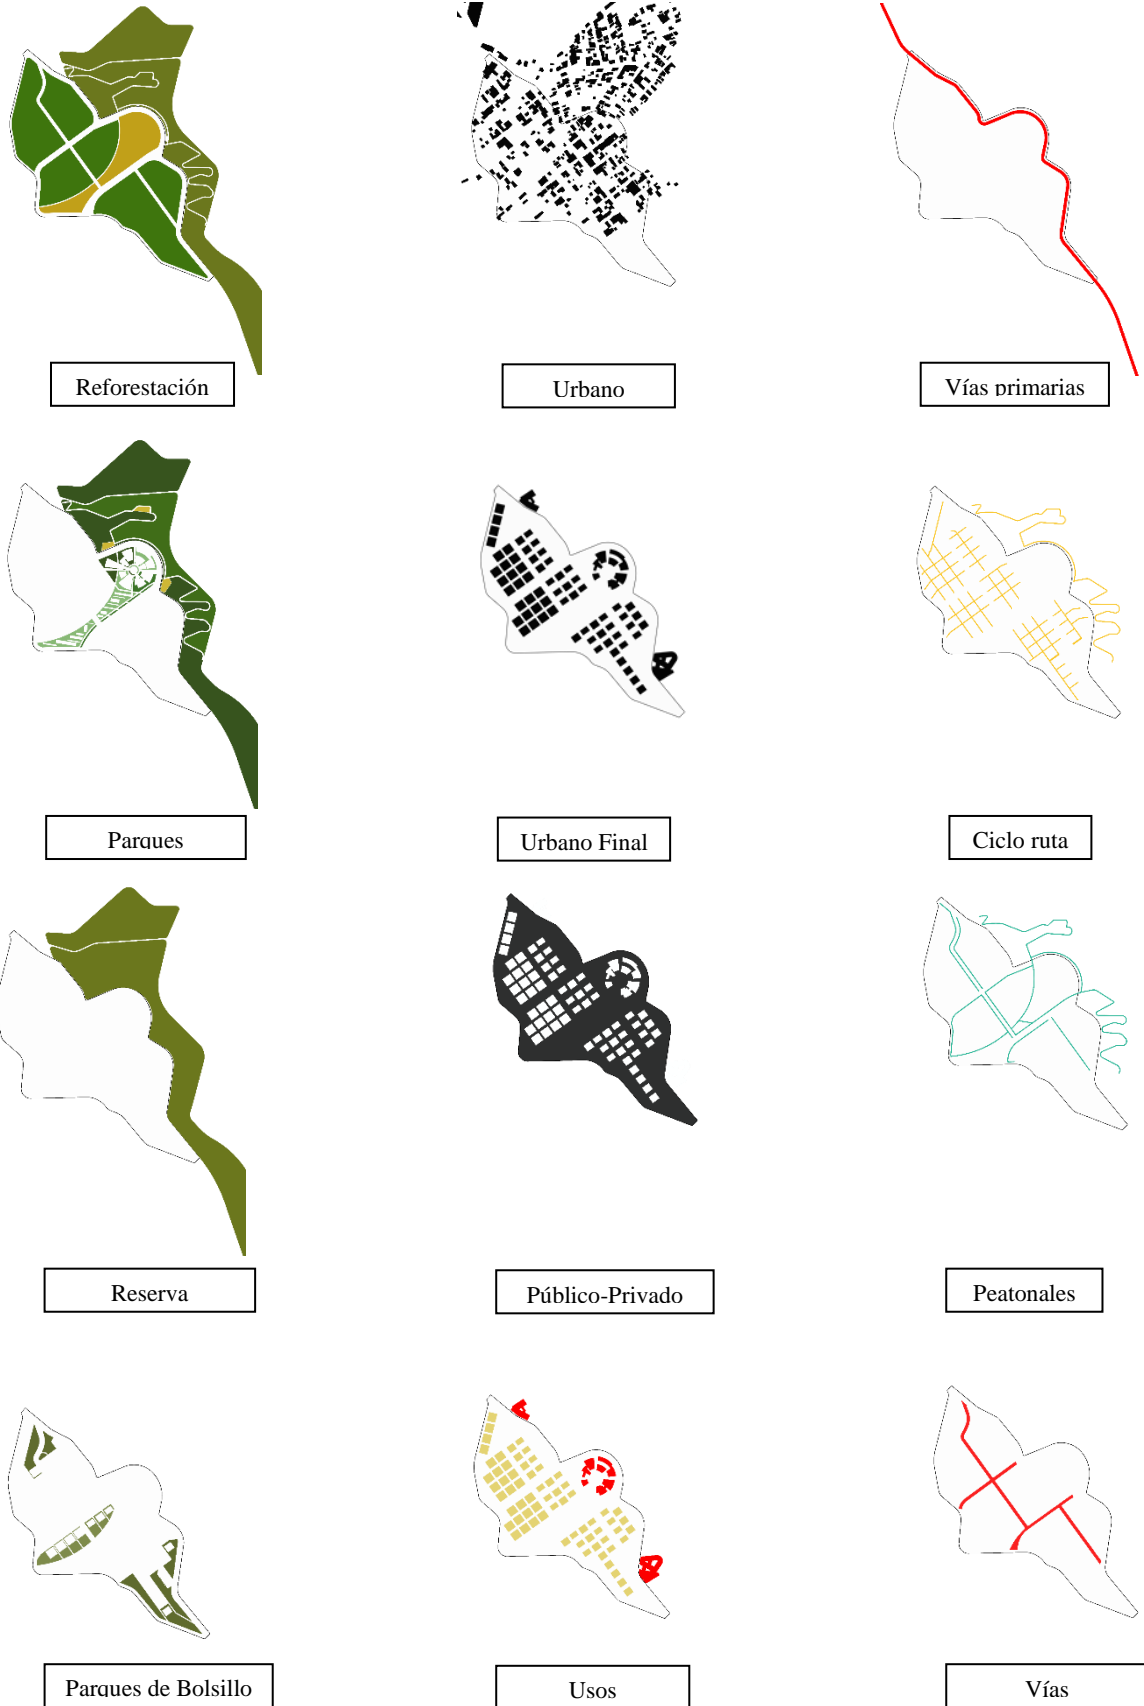 Reforestación
Urbano
Vías primarias
Parques
Urbano Final
Ciclo ruta
Reserva
Público-Privado
Peatonales
Parques de Bolsillo
Usos
Vías